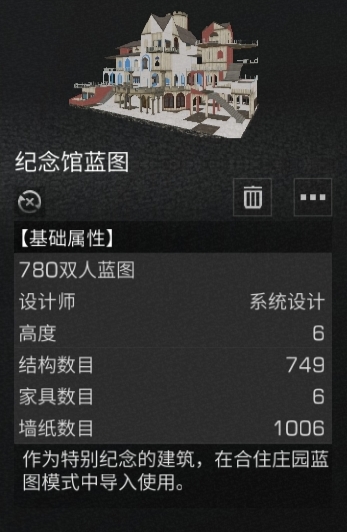 纪念馆蓝图
【基础属性】
780双人蓝图
设计师 系统设计
高度 6
结构数目 749
家具数目 6
墙纸数目 1006
作为特别纪念的建筑，在合住庄园蓝
图模式中导入使用。